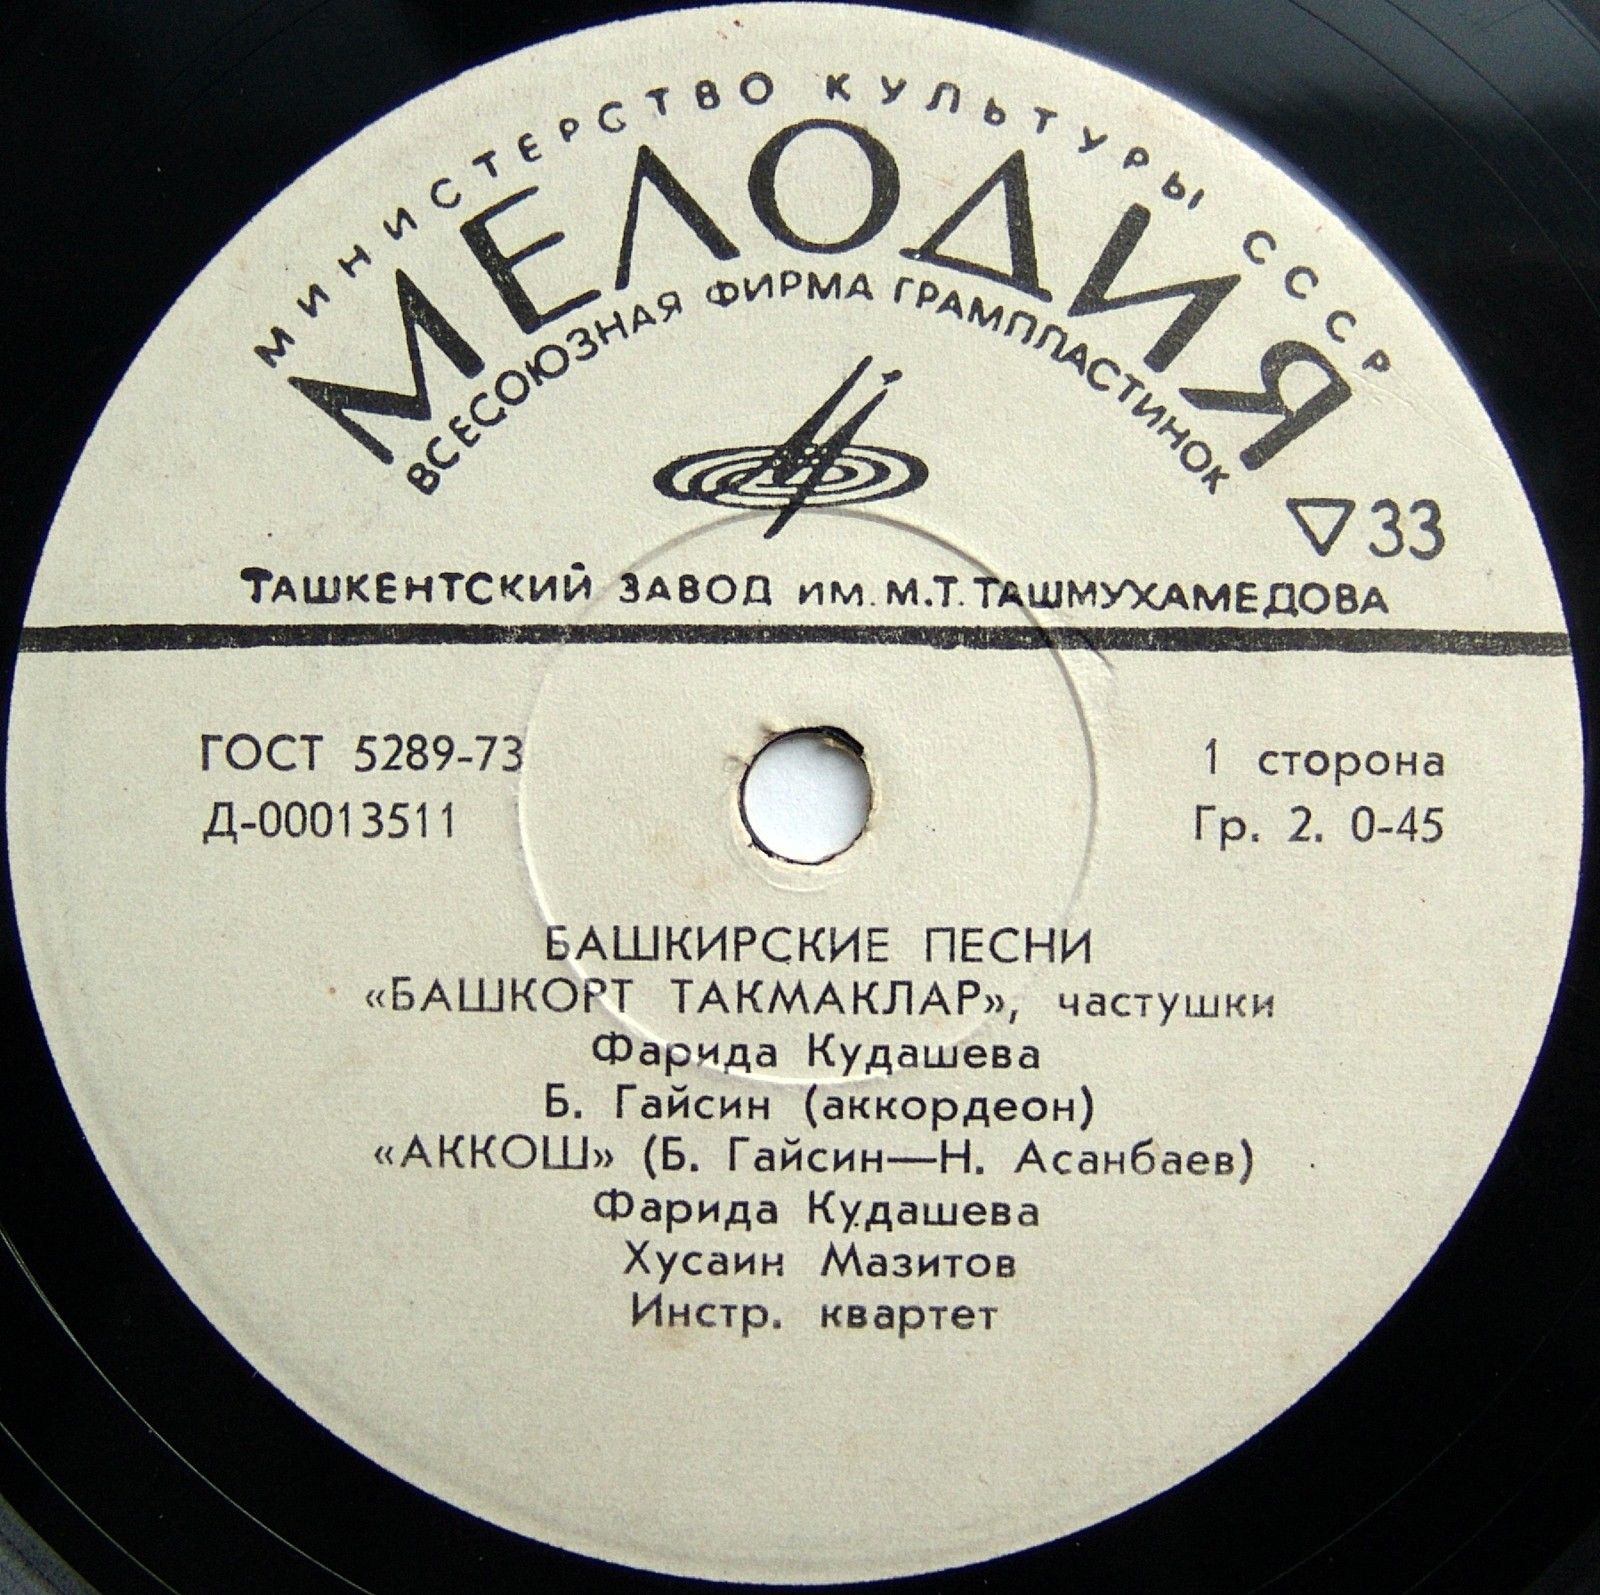 МИНИСТЕРСТВО КУЛЬТУРЫ СССР
МЕЛОДИЯ
ВСЕСОЮЗНАЯ ФИРМА ГРАМПЛАСТИНОК
33
ТАШКЕНТСКИЙ ЗАВОД ИМ. М.Т. ТАШМУХАМЕДОВА
ГОСТ 5289-73
Д-00013511
1 сторона
Гр. 2. 0-45
БАШКИРСКИЕ ПЕСНИ
«БАШКОРТ ТАКМАКЛАР», частушки
Фарида Кудашева
Б. Гайсин (аккордеон)
«АККОШ» (Б. Гайсин—Н. Асанбаев)
Фарида Кудашева
Хусаин Мазитов
Инстр. квартет